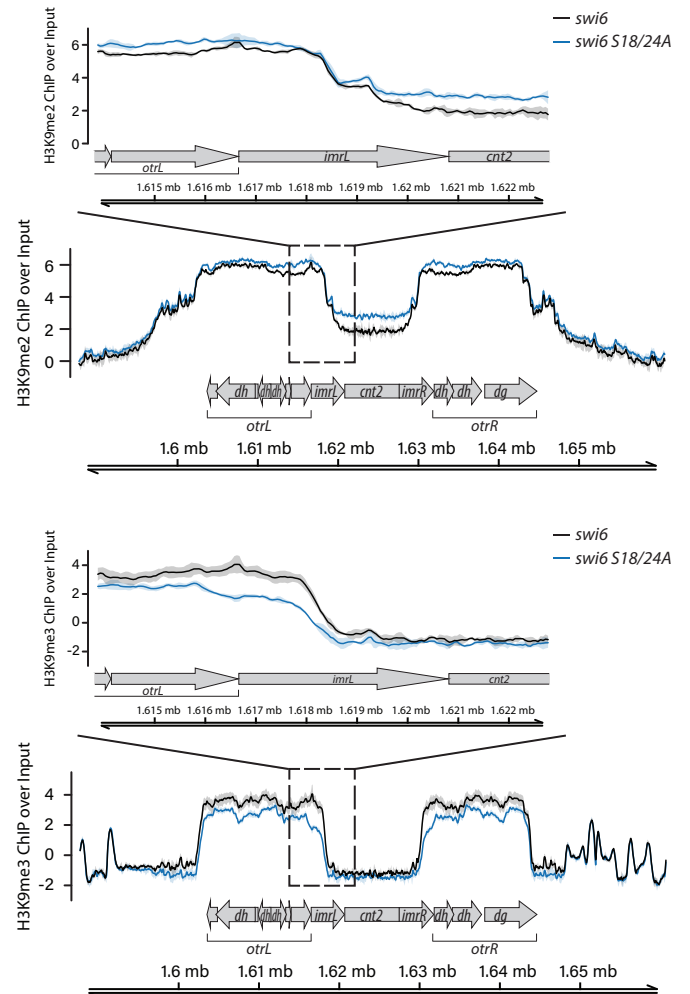 swi6
swi6 S18/24A
H3K9me2 ChIP over Input
6
4
2
0
otrL
imrL
cnt2
1.615 mb 1.616 mb 1.617 mb 1.618 mb 1.619 mb 1.62 mb 1.621 mb 1.622 mb
H3K9me2 ChIP over Input
6
4
2
0
dh dh dh imrL cnt2 imrR dh dh dg
otrL otrR
1.6 mb 1.61 mb 1.62 mb 1.63 mb 1.64 mb 1.65 mb
swi6
swi6 S18/24A
H3K9me3 ChIP over Input
4
2
0
-2
otrL
imrL
cnt2
1.615 mb 1.616 mb 1.617 mb 1.618 mb 1.619 mb 1.62 mb 1.621 mb 1.622 mb
H3K9me3 ChIP over Input
4
2
0
-2
dh dh dh imrL cnt2 imrR dh dh dg
otrL otrR
1.6 mb 1.61 mb 1.62 mb 1.63 mb 1.64 mb 1.65 mb